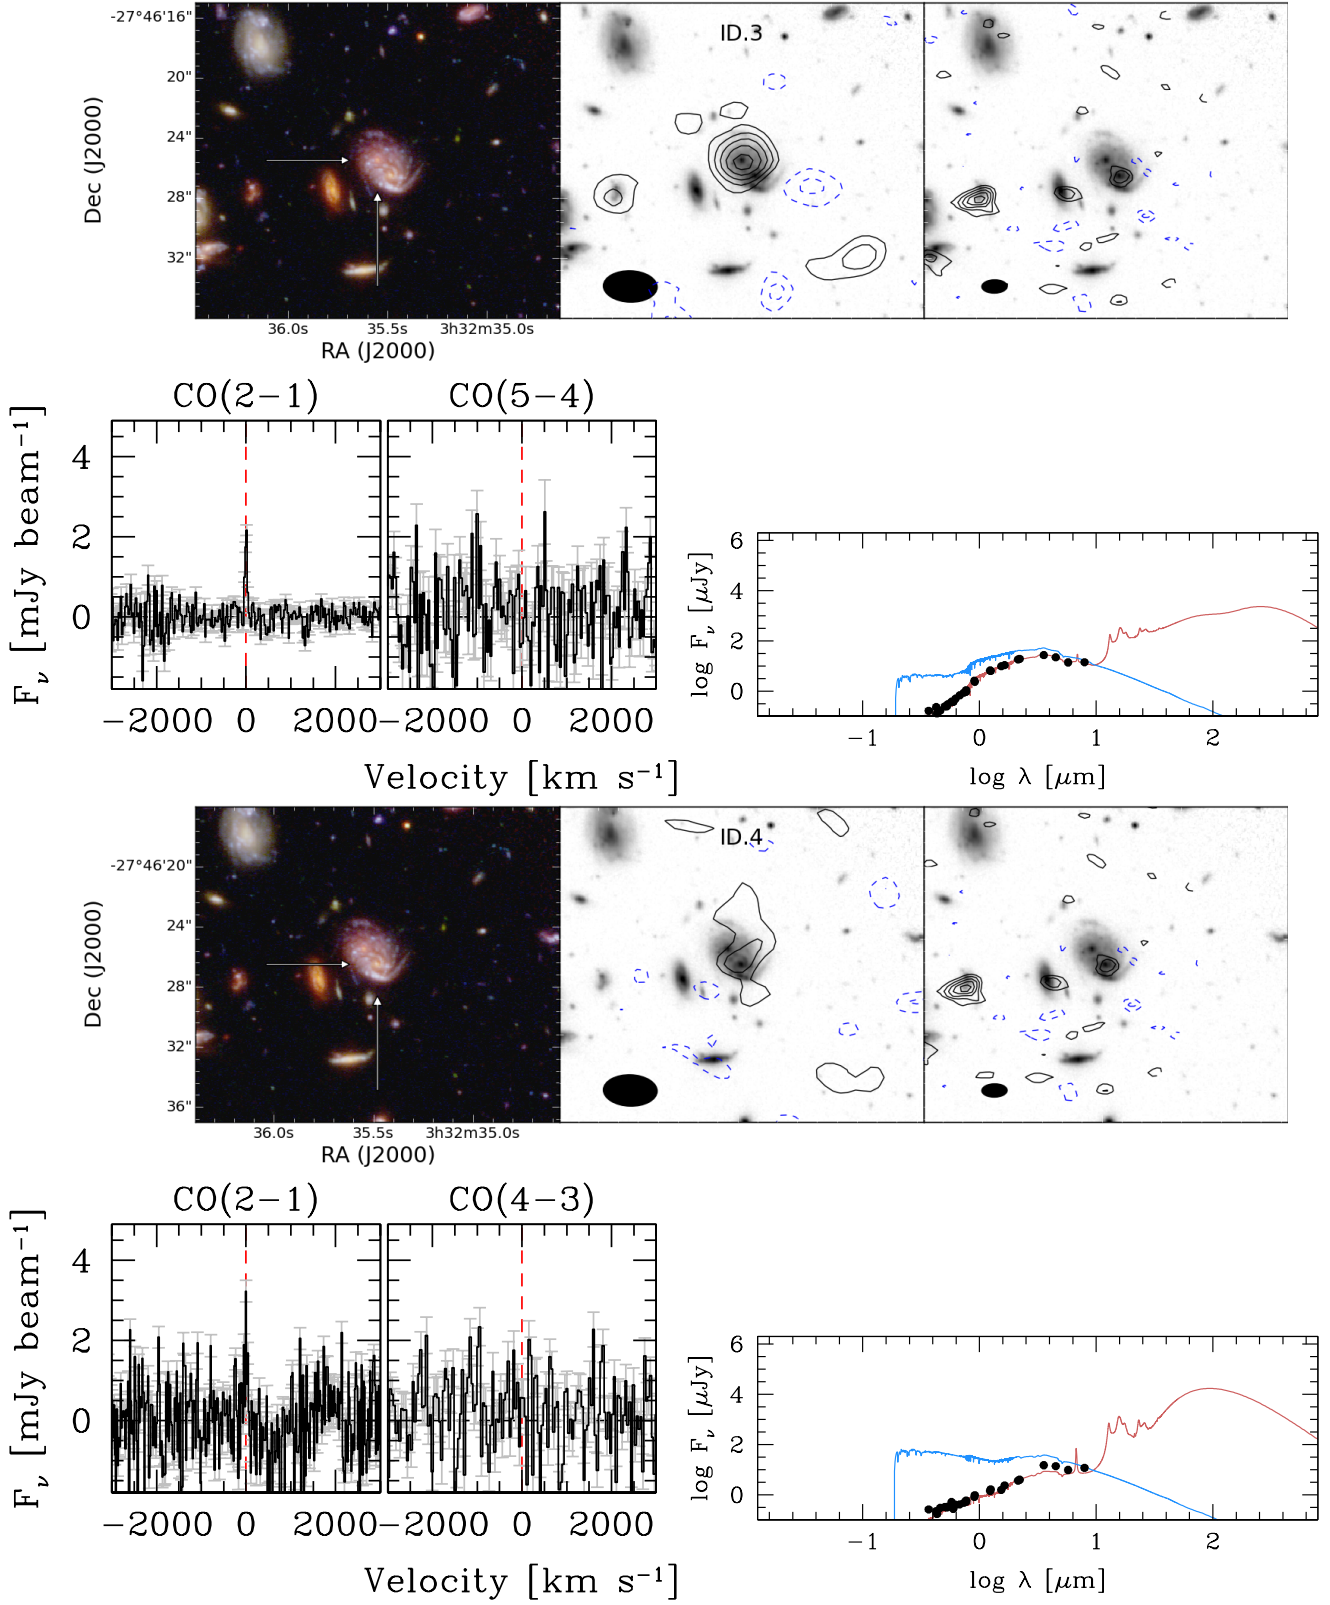 -27°46'16"
20"
24"
28"
32"
Dec (J2000)
ID.3
36.0s 35.5s 3h32m35.0s
RA (J2000)
CO(2−1) CO(5−4)
4
2
0
Fν [mJy beam⁻¹]
−2000 0 2000 −2000 0 2000
Velocity [km s⁻¹]
6
4
2
0
log Fν [μJy]
−1 0 1 2
log λ [μm]
-27°46'20"
24"
28"
32"
36"
Dec (J2000)
ID.4
36.0s 35.5s 3h32m35.0s
RA (J2000)
CO(2−1) CO(4−3)
4
2
0
Fν [mJy beam⁻¹]
−2000 0 2000 −2000 0 2000
Velocity [km s⁻¹]
6
4
2
0
log Fν [μJy]
−1 0 1 2
log λ [μm]